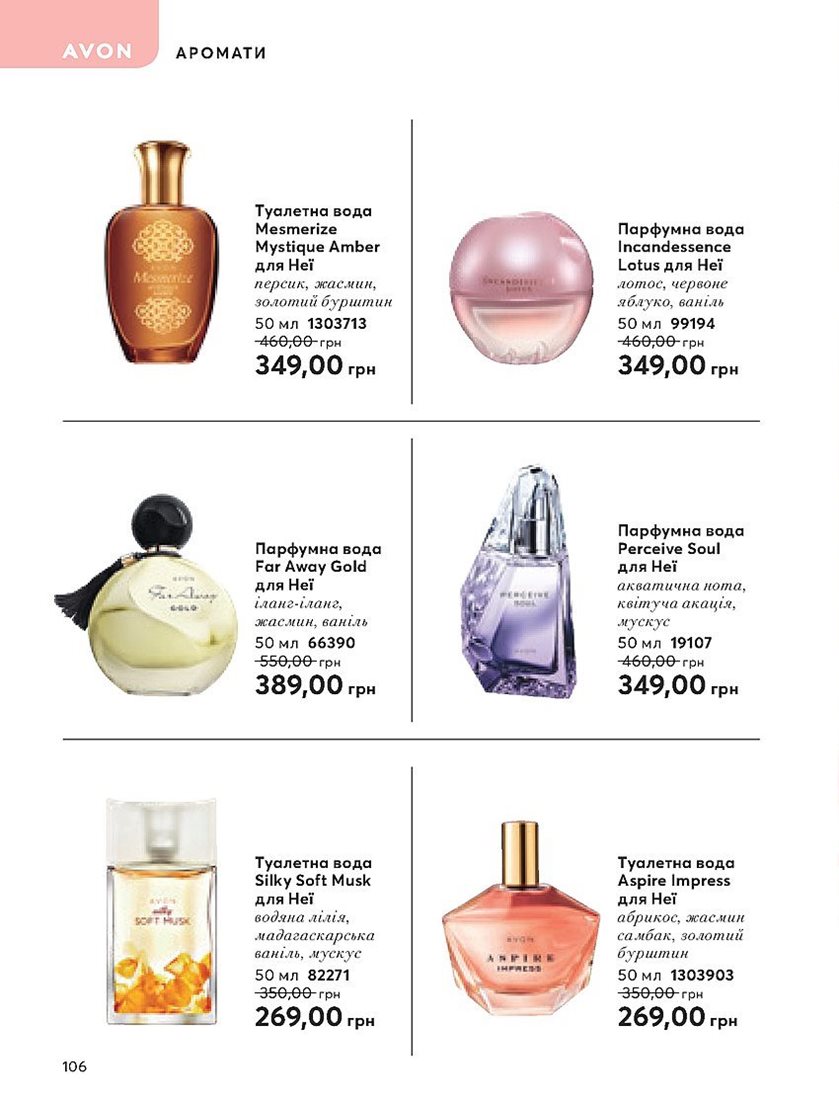 AVON
АРОМАТИ
Туалетна вода
Mesmerize
Mystique Amber
для Неї
персик, жасмин,
золотий бурштин
50 мл 1303713
460,00 грн
349,00 грн
AVON
Mesmerize
Парфумна вода
Incandessence
Lotus для Неї
лотос, червоне
яблуко, ваніль
50 мл 99194
460,00 грн
349,00 грн
LOTUS
Парфумна вода
Far Away Gold
для Неї
іланг-іланг,
жасмин, ваніль
50 мл 66390
550,00 грн
389,00 грн
AVON
Far Away
GOLD
Парфумна вода
Perceive Soul
для Неї
акватична нота,
квітуча акація,
мускус
50 мл 19107
460,00 грн
349,00 грн
PERCEIVE
SOUL
AVON
Туалетна вода
Silky Soft Musk
для Неї
водяна лілія,
мадагаскарська
ваніль, мускус
50 мл 82271
350,00 грн
269,00 грн
AVON
silky
SOFT MUSK
Туалетна вода
Aspire Impress
для Неї
абрикос, жасмин
самбак, золотий
бурштин
50 мл 1303903
350,00 грн
269,00 грн
AVON
ASPIRE
IMPRESS
106